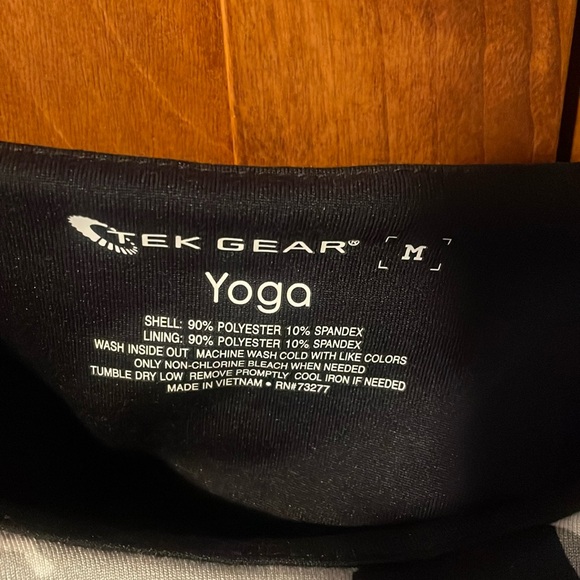 TEK GEAR® M
Yoga
SHELL: 90% POLYESTER 10% SPANDEX
LINING: 90% POLYESTER 10% SPANDEX
WASH INSIDE OUT MACHINE WASH COLD WITH LIKE COLORS
ONLY NON-CHLORINE BLEACH WHEN NEEDED
TUMBLE DRY LOW REMOVE PROMPTLY COOL IRON IF NEEDED
MADE IN VIETNAM • RN#73277